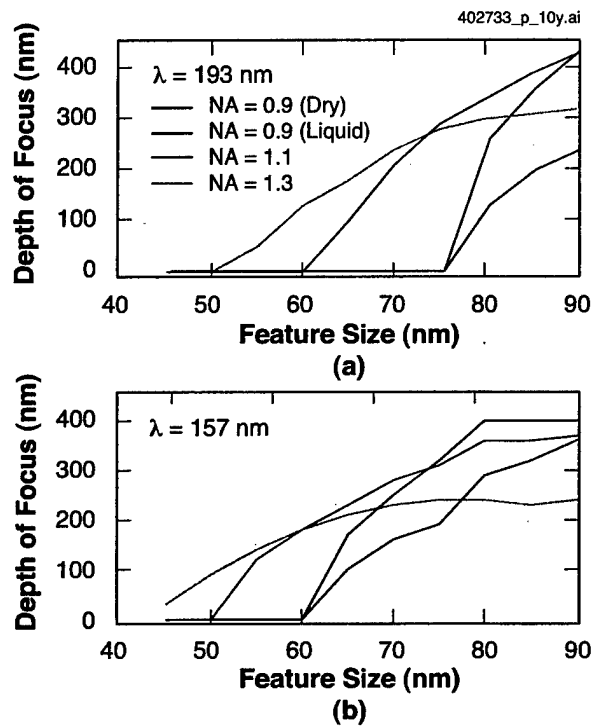 402733_p_10y.ai
Depth of Focus (nm)
400
300
200
100
0
λ = 193 nm
NA = 0.9 (Dry)
NA = 0.9 (Liquid)
NA = 1.1
NA = 1.3
40 50 60 70 80 90
Feature Size (nm)
(a)
Depth of Focus (nm)
400
300
200
100
0
λ = 157 nm
40 50 60 70 80 90
Feature Size (nm)
(b)